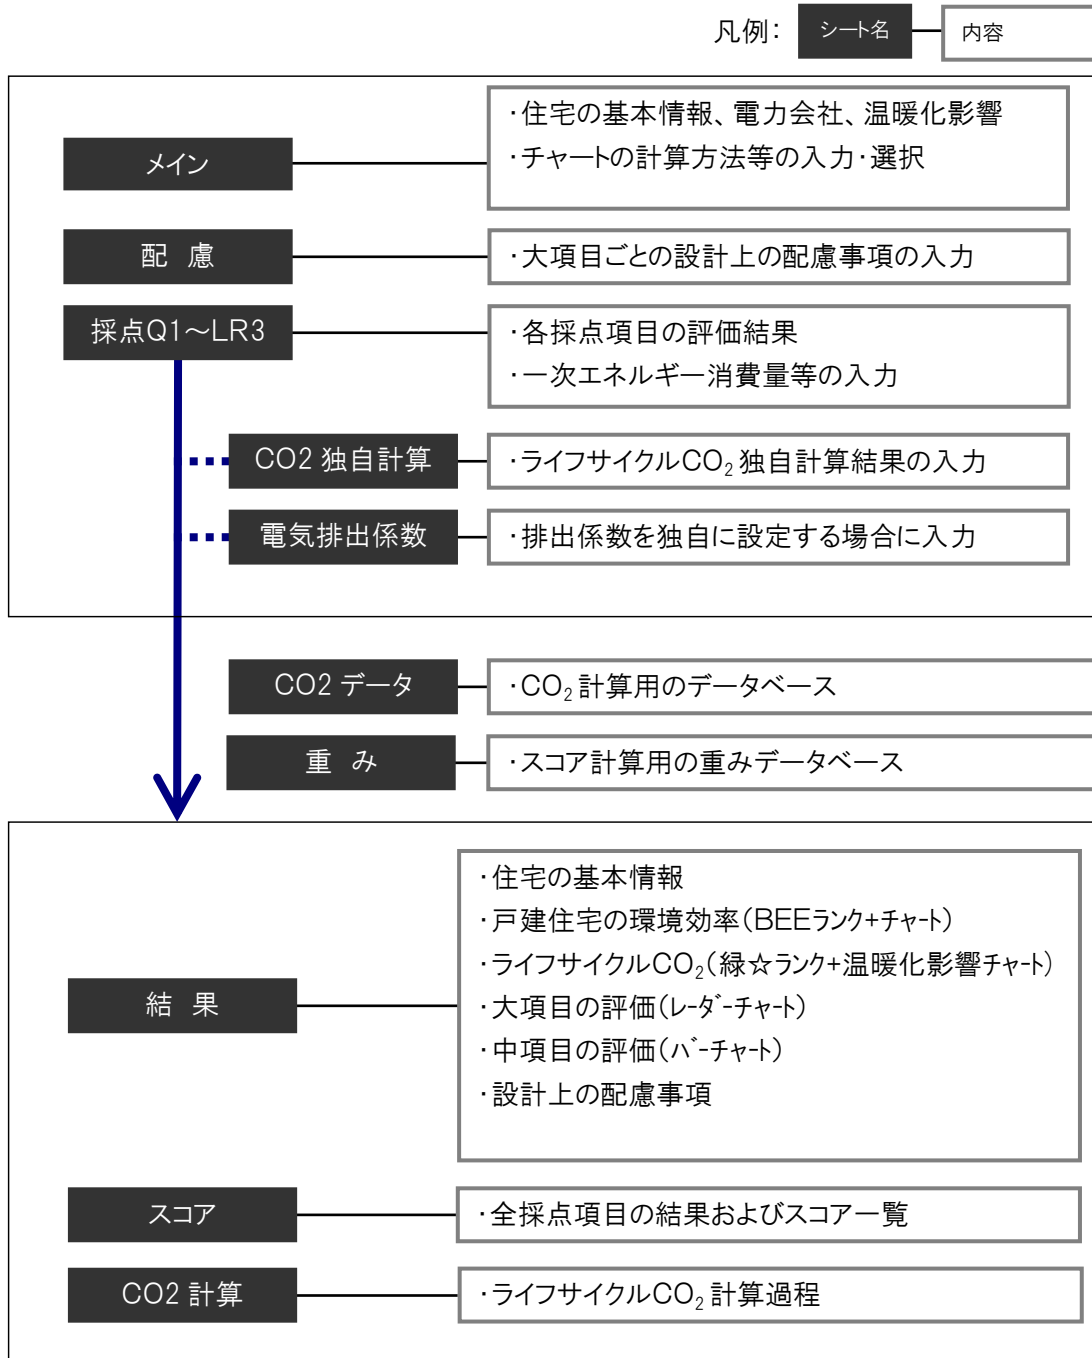 凡例： シート名 内容
メイン
・住宅の基本情報、電力会社、温暖化影響
・チャートの計算方法等の入力・選択
配　慮
・大項目ごとの設計上の配慮事項の入力
採点Q1～LR3
・各採点項目の評価結果
・一次エネルギー消費量等の入力
CO2 独自計算
・ライフサイクルCO₂独自計算結果の入力
電気排出係数
・排出係数を独自に設定する場合に入力
CO2 データ
・CO₂計算用のデータベース
重　み
・スコア計算用の重みデータベース
結　果
・住宅の基本情報
・戸建住宅の環境効率（BEEランク+チャート）
・ライフサイクルCO₂（緑☆ランク+温暖化影響チャート）
・大項目の評価（レーダーチャート）
・中項目の評価（バーチャート）
・設計上の配慮事項
スコア
・全採点項目の結果およびスコア一覧
CO2 計算
・ライフサイクルCO₂計算過程